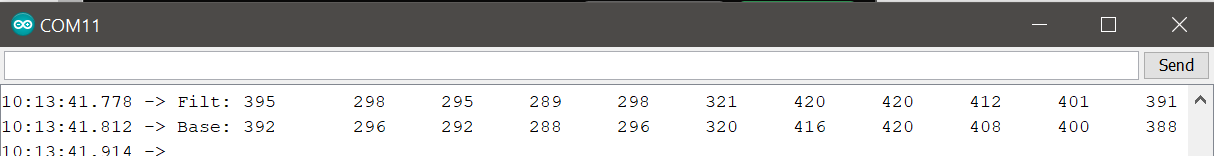 COM11
Send
10:13:41.778 -> Filt: 395 298 295 289 298 321 420 420 412 401 391
10:13:41.812 -> Base: 392 296 292 288 296 320 416 420 408 400 388
10:13:41.914 ->